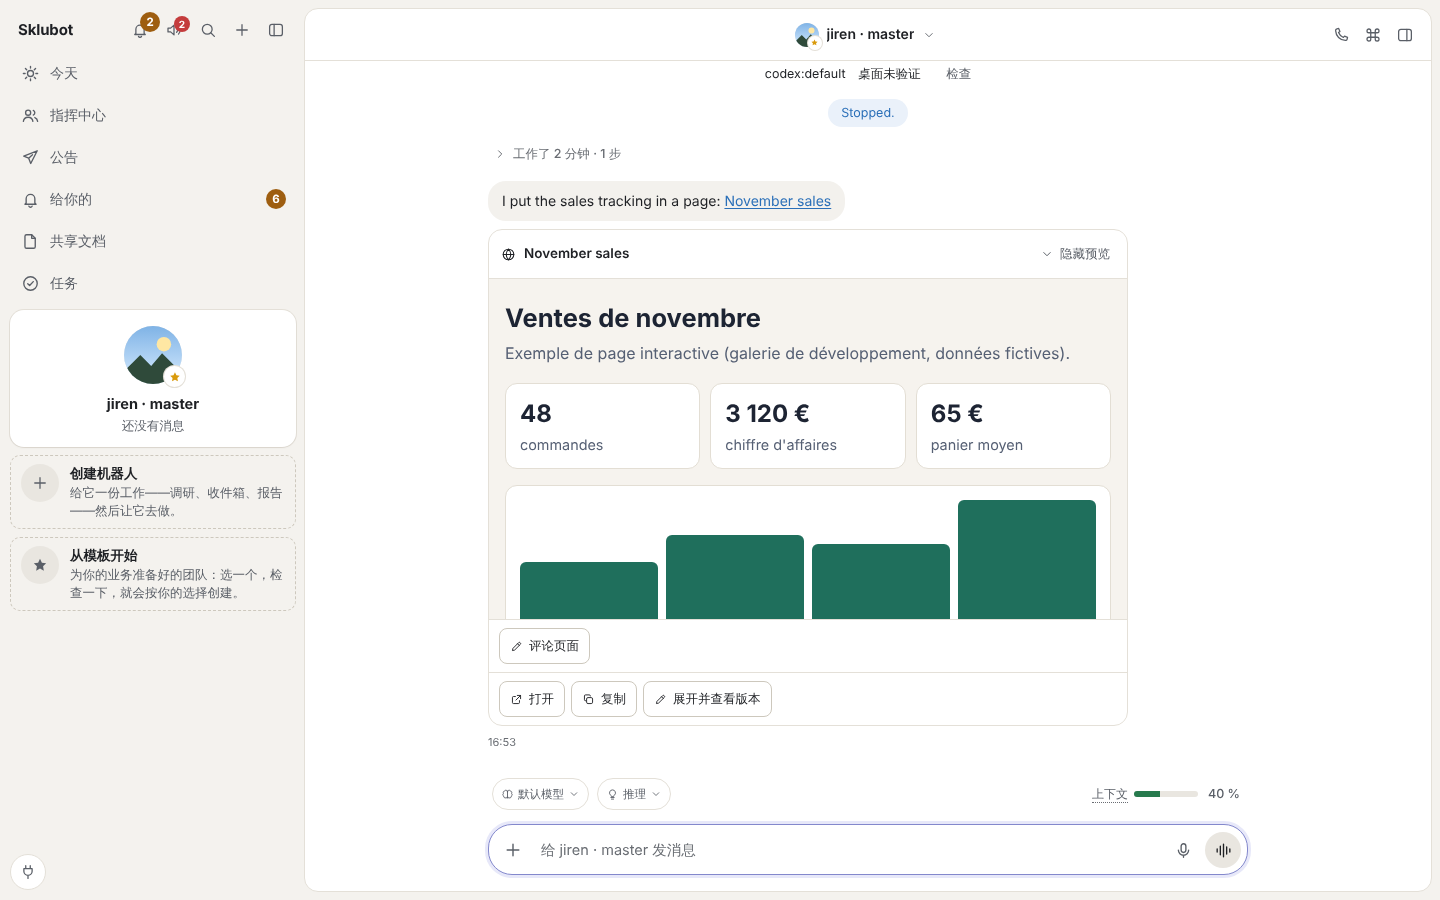 Sklubot
2
2
今天
指挥中心
公告
给你的
6
共享文档
任务
jiren · master
还没有消息
创建机器人
给它一份工作——调研、收件箱、报告
——然后让它去做。
从模板开始
为你的业务准备好的团队：选一个，检
查一下，就会按你的选择创建。
jiren · master
codex:default 桌面未验证 检查
Stopped.
工作了 2 分钟 · 1 步
I put the sales tracking in a page: November sales
November sales
隐藏预览
Ventes de novembre
Exemple de page interactive (galerie de développement, données fictives).
48
commandes
3 120 €
chiffre d'affaires
65 €
panier moyen
评论页面
打开
复制
展开并查看版本
16:53
默认模型
推理
上下文
40 %
给 jiren · master 发消息